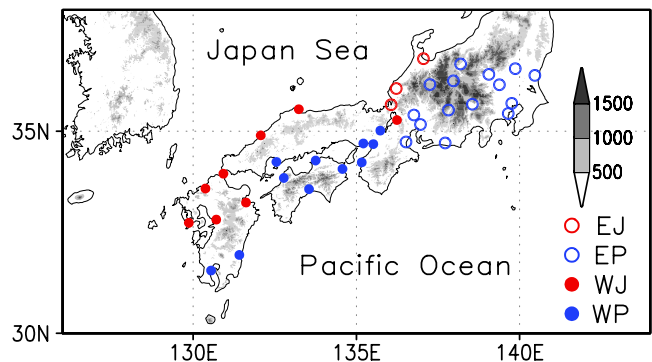 Japan Sea
35N
1500
1000
500
EJ
EP
Pacific Ocean
WJ
WP
30N
130E
135E
140E